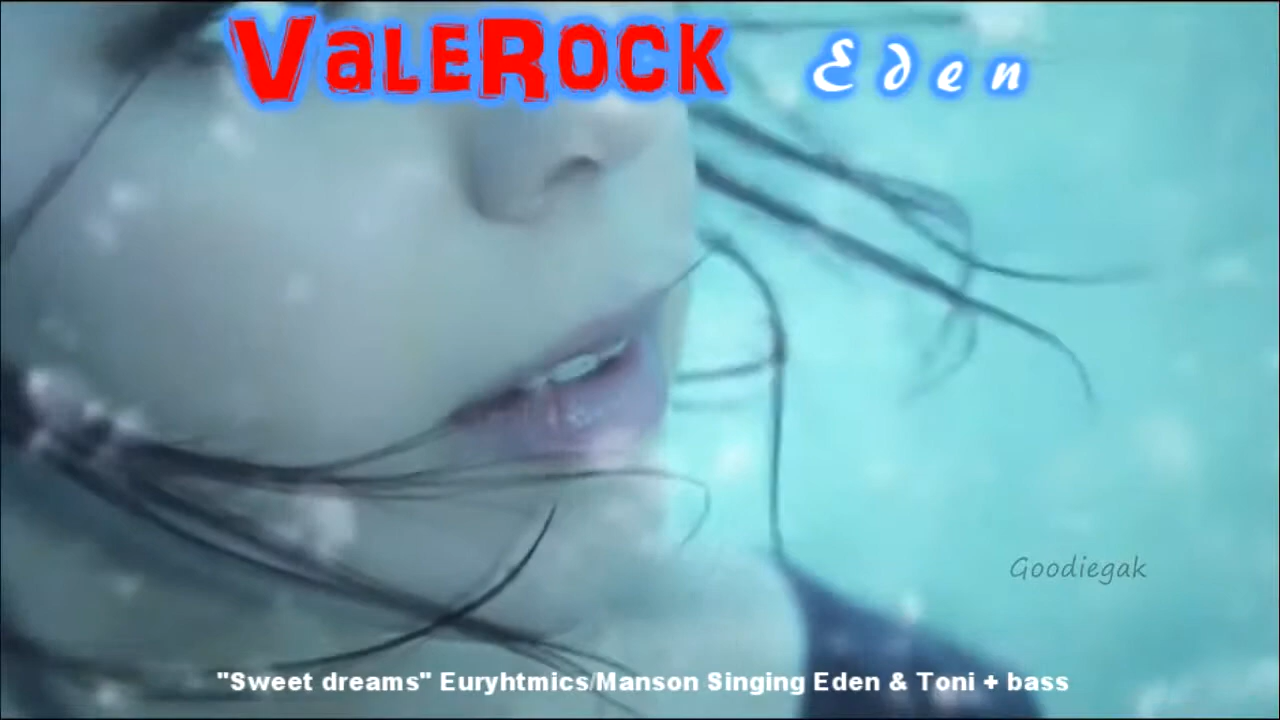 VaLeRock Eden
Goodiegak
"Sweet dreams" Euryhtmics/Manson Singing Eden & Toni + bass